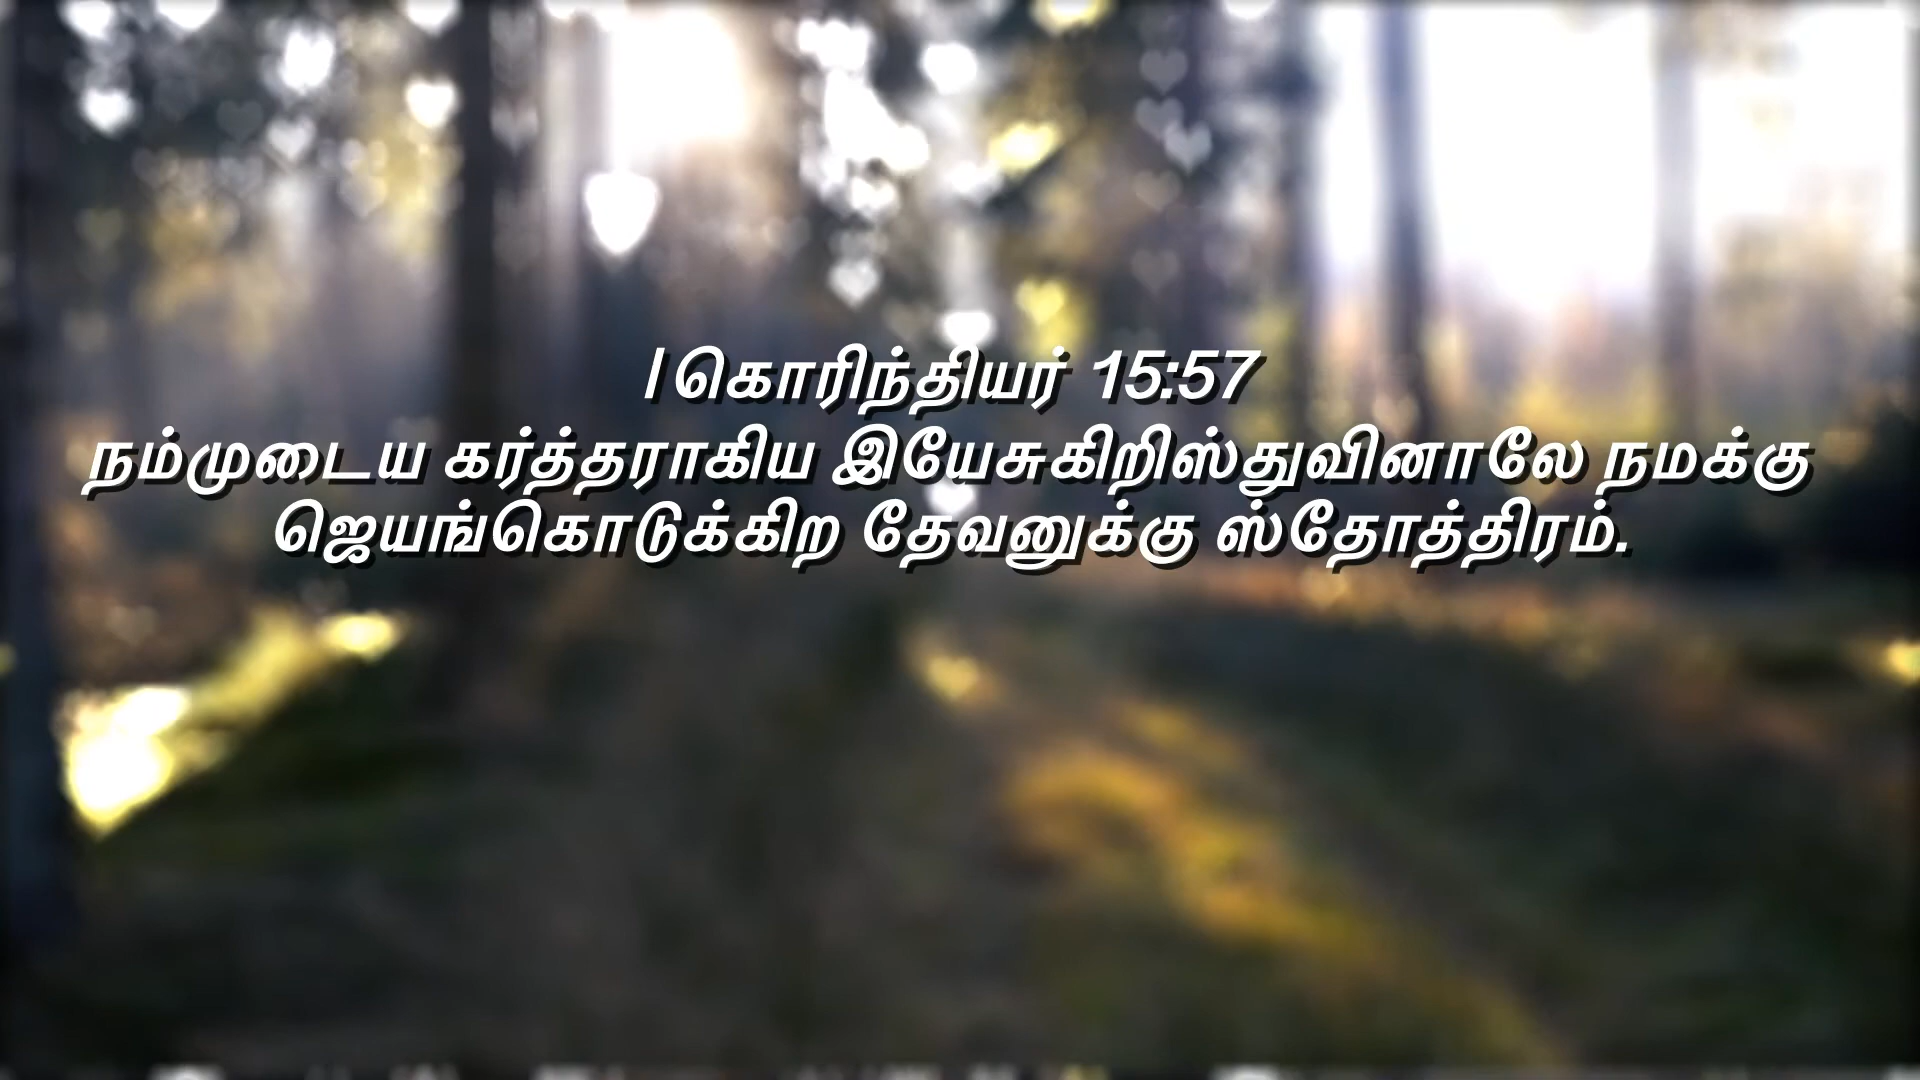 I கொரிந்தியர் 15:57
நம்முடைய கர்த்தராகிய இயேசுகிறிஸ்துவினாலே நமக்கு
ஜெயங்கொடுக்கிற தேவனுக்கு ஸ்தோத்திரம்.